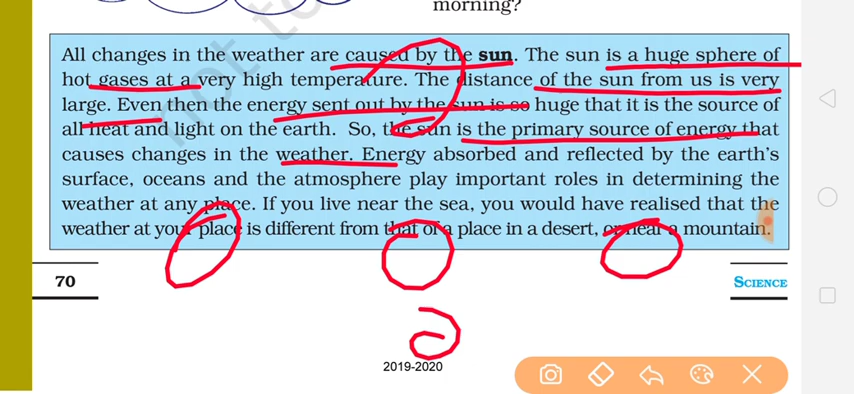 morning?
All changes in the weather are caused by the sun. The sun is a huge sphere of
hot gases at a very high temperature. The distance of the sun from us is very
large. Even then the energy sent out by the sun is so huge that it is the source of
all heat and light on the earth. So, the sun is the primary source of energy that
causes changes in the weather. Energy absorbed and reflected by the earth's
surface, oceans and the atmosphere play important roles in determining the
weather at any place. If you live near the sea, you would have realised that the
weather at your place is different from that of a place in a desert, or near a mountain.
70
SCIENCE
2019-2020